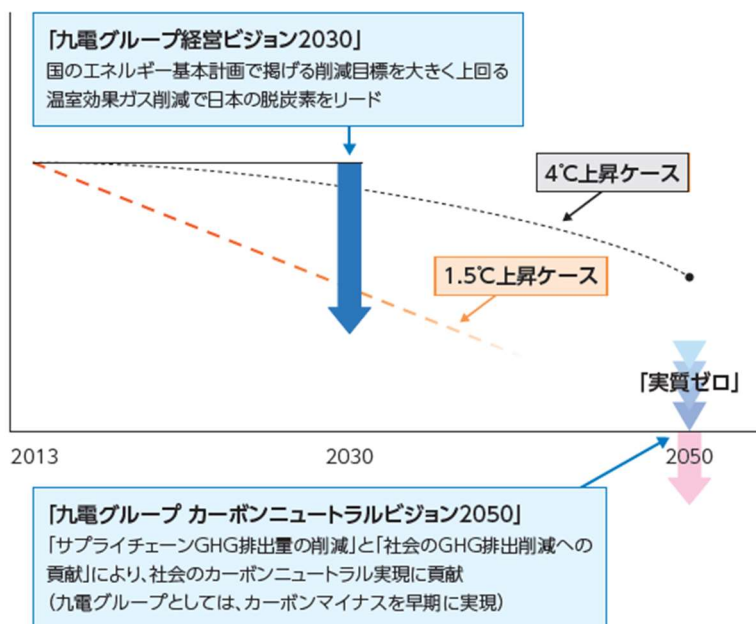 「九電グループ経営ビジョン2030」
国のエネルギー基本計画で掲げる削減目標を大きく上回る
温室効果ガス削減で日本の脱炭素をリード
4℃上昇ケース
1.5℃上昇ケース
「実質ゼロ」
2013
2030
2050
「九電グループ カーボンニュートラルビジョン2050」
「サプライチェーンGHG排出量の削減」と「社会のGHG排出削減への
貢献」により、社会のカーボンニュートラル実現に貢献
（九電グループとしては、カーボンマイナスを早期に実現）